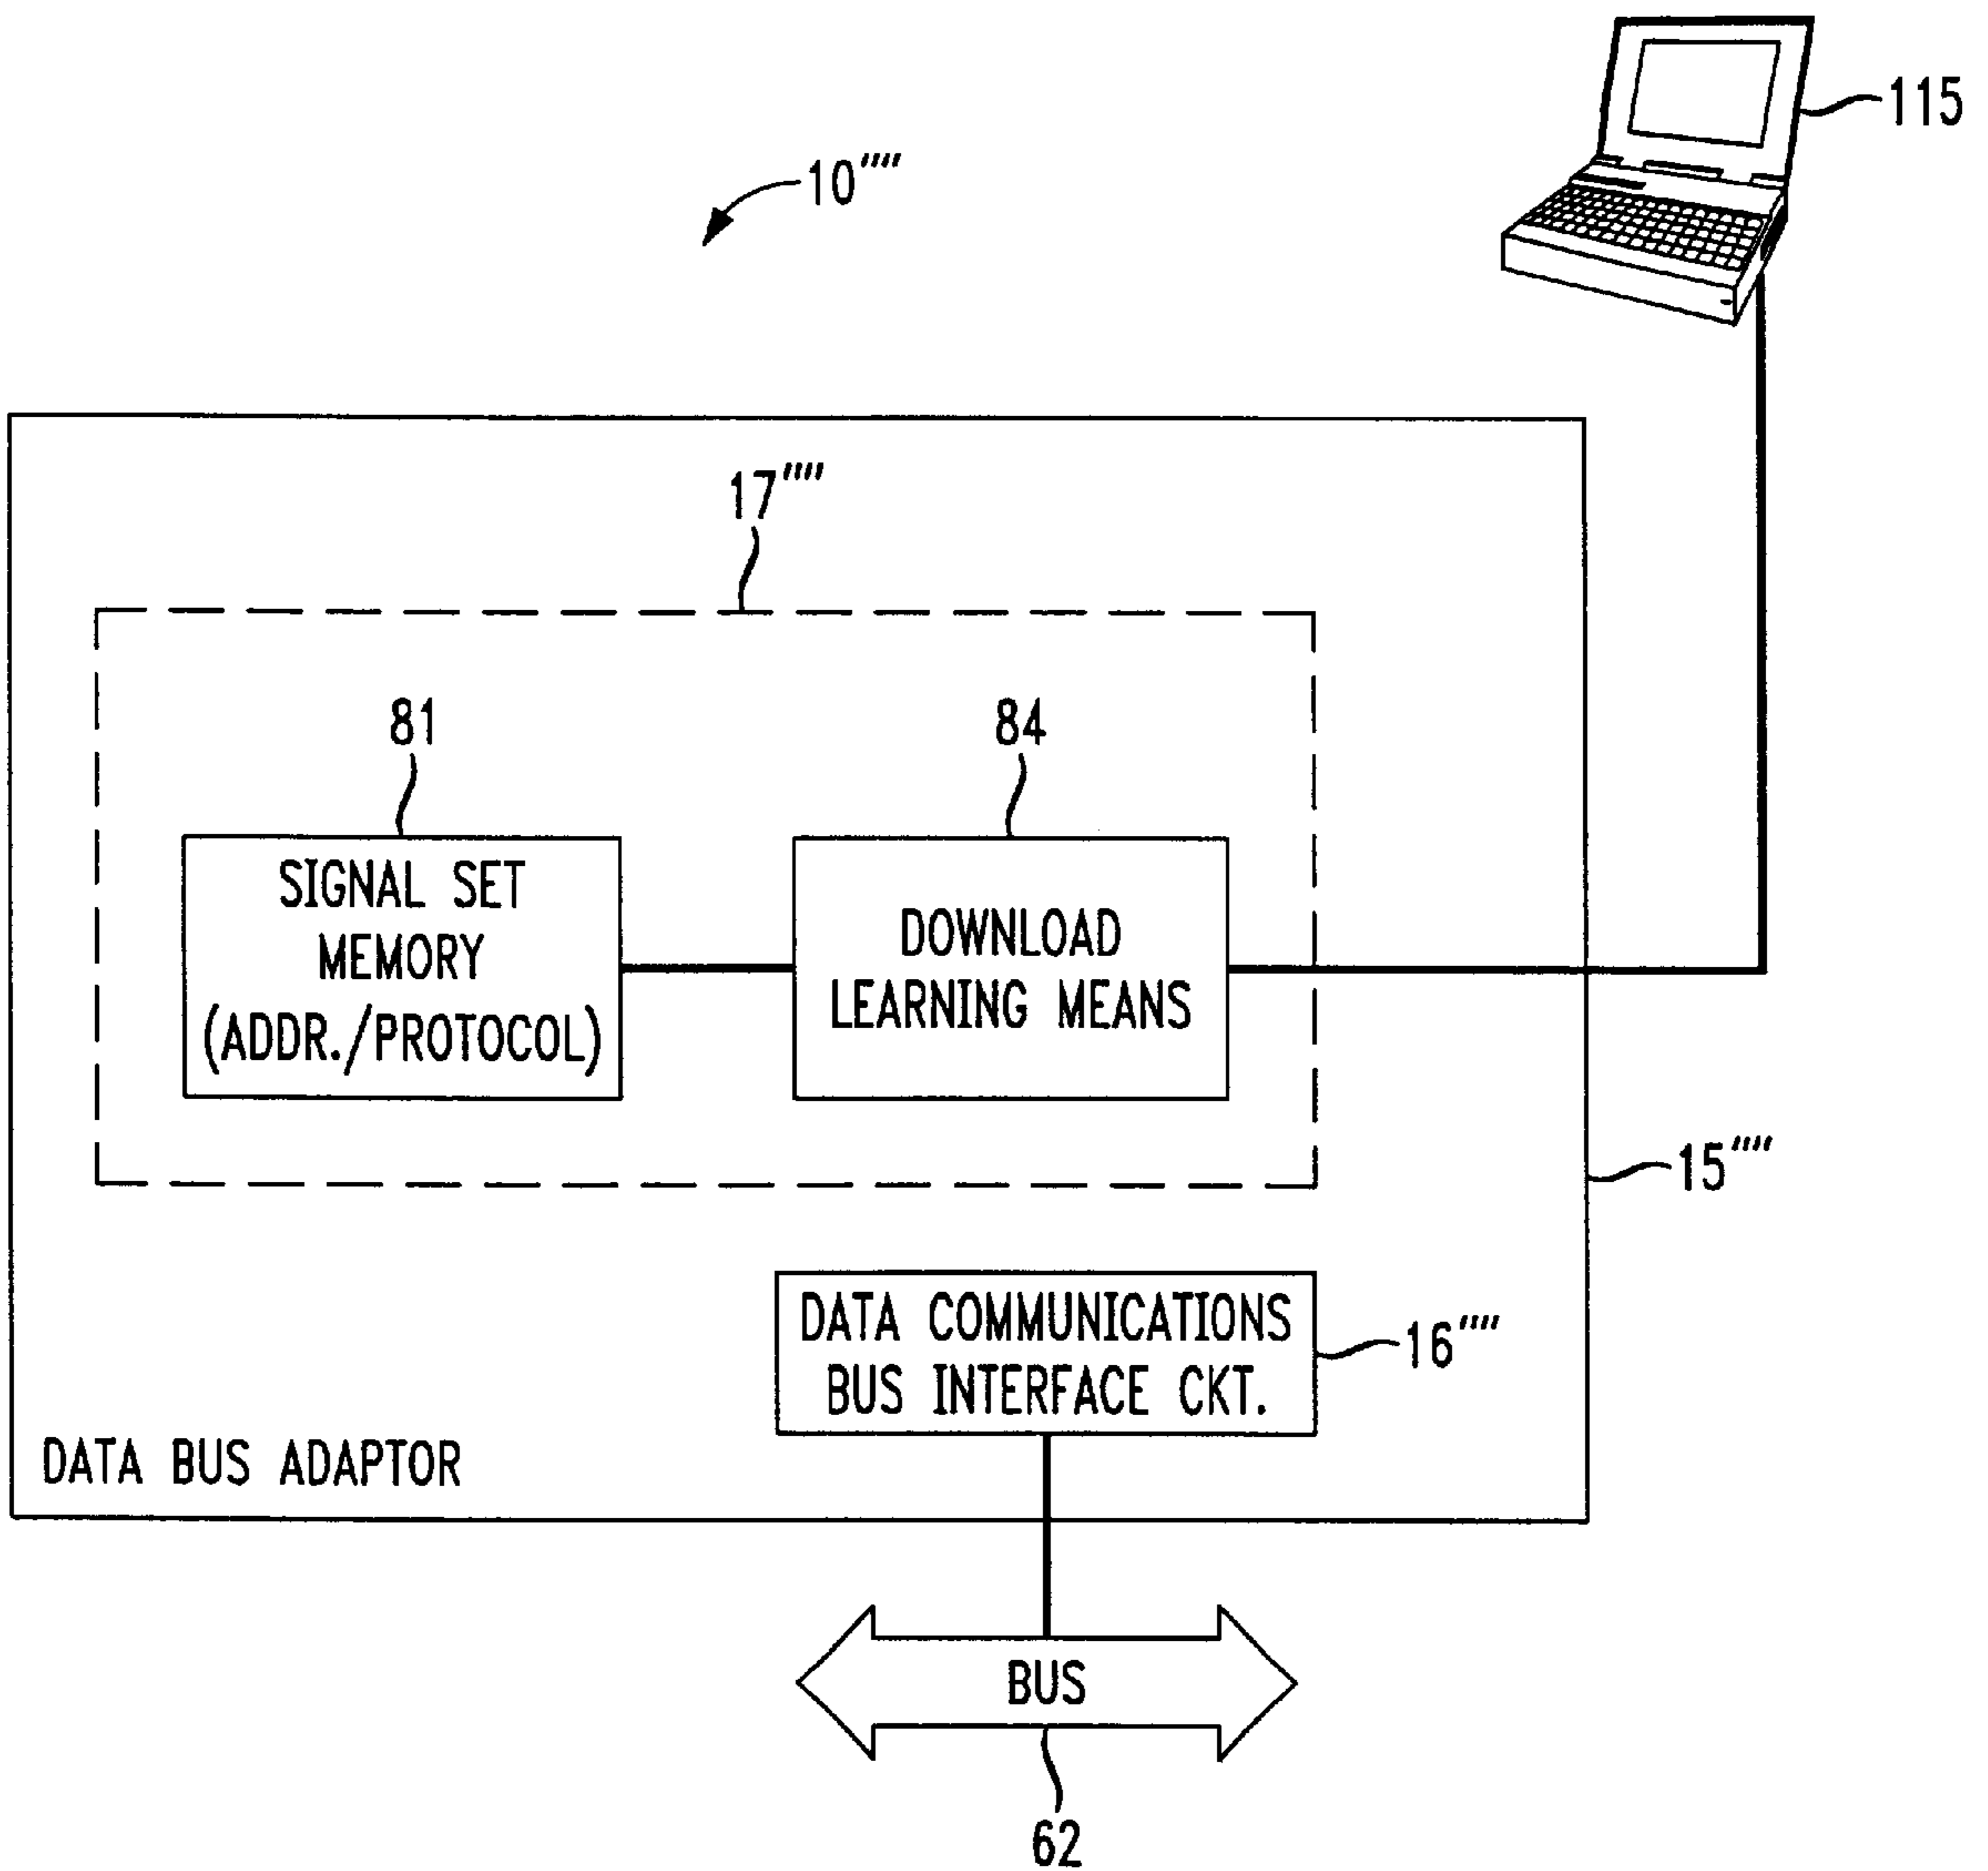 115
10''''
17''''
81
84
SIGNAL SET
MEMORY
(ADDR./PROTOCOL)
DOWNLOAD
LEARNING MEANS
15''''
DATA COMMUNICATIONS
BUS INTERFACE CKT.
16''''
DATA BUS ADAPTOR
BUS
62